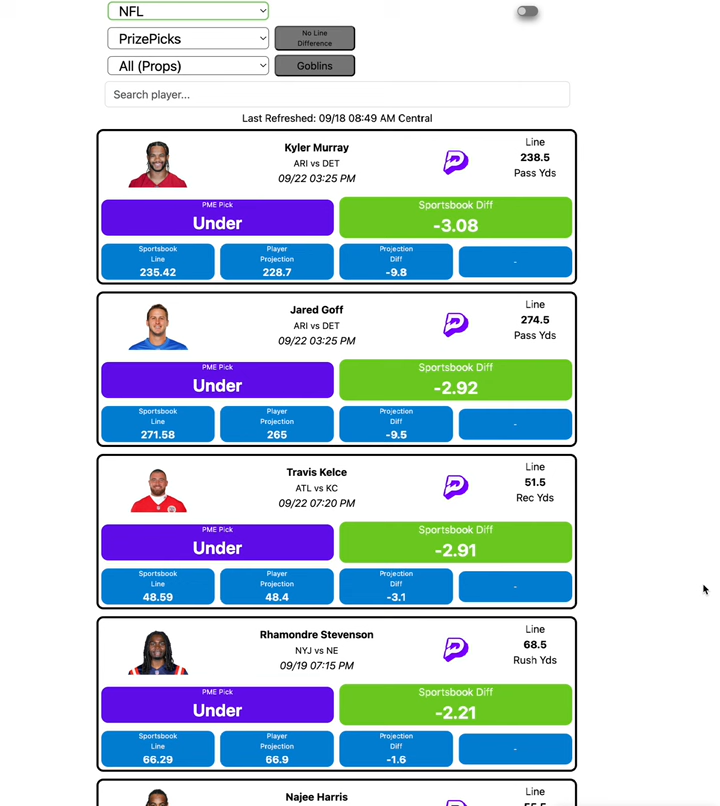 NFL
PrizePicks
No Line
Difference
All (Props)
Goblins
Search player...
Last Refreshed: 09/18 08:49 AM Central
Kyler Murray
ARI vs DET
09/22 03:25 PM
Line
238.5
Pass Yds
PME Pick
Under
Sportsbook Diff
-3.08
Sportsbook
Line
235.42
Player
Projection
228.7
Projection
Diff
-9.8
-
Jared Goff
ARI vs DET
09/22 03:25 PM
Line
274.5
Pass Yds
PME Pick
Under
Sportsbook Diff
-2.92
Sportsbook
Line
271.58
Player
Projection
265
Projection
Diff
-9.5
-
Travis Kelce
ATL vs KC
09/22 07:20 PM
Line
51.5
Rec Yds
PME Pick
Under
Sportsbook Diff
-2.91
Sportsbook
Line
48.59
Player
Projection
48.4
Projection
Diff
-3.1
-
Rhamondre Stevenson
NYJ vs NE
09/19 07:15 PM
Line
68.5
Rush Yds
PME Pick
Under
Sportsbook Diff
-2.21
Sportsbook
Line
66.29
Player
Projection
66.9
Projection
Diff
-1.6
-
Najee Harris
Line